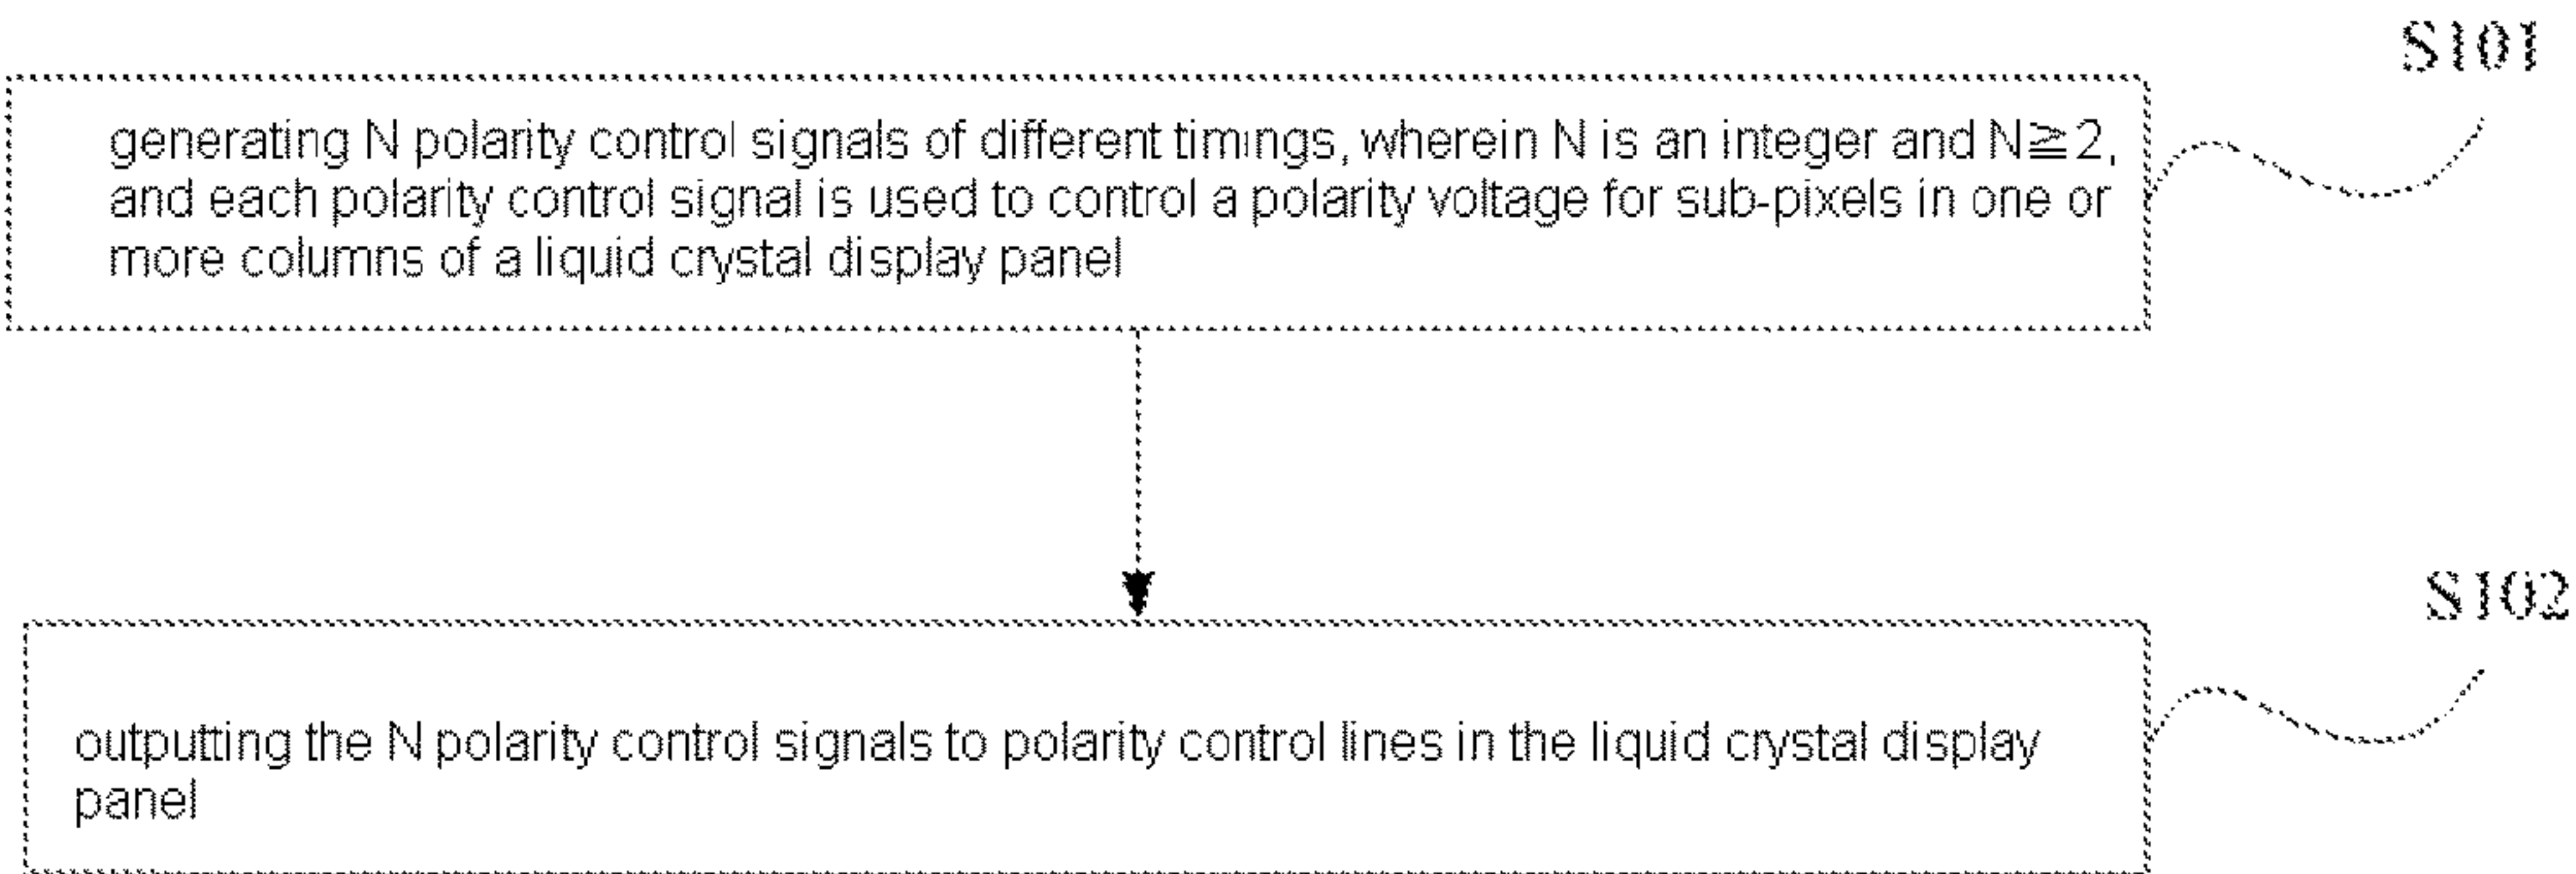 S101
generating N polarity control signals of different timings, wherein N is an integer and N≧2,
and each polarity control signal is used to control a polarity voltage for sub-pixels in one or
more columns of a liquid crystal display panel
S102
outputting the N polarity control signals to polarity control lines in the liquid crystal display
panel